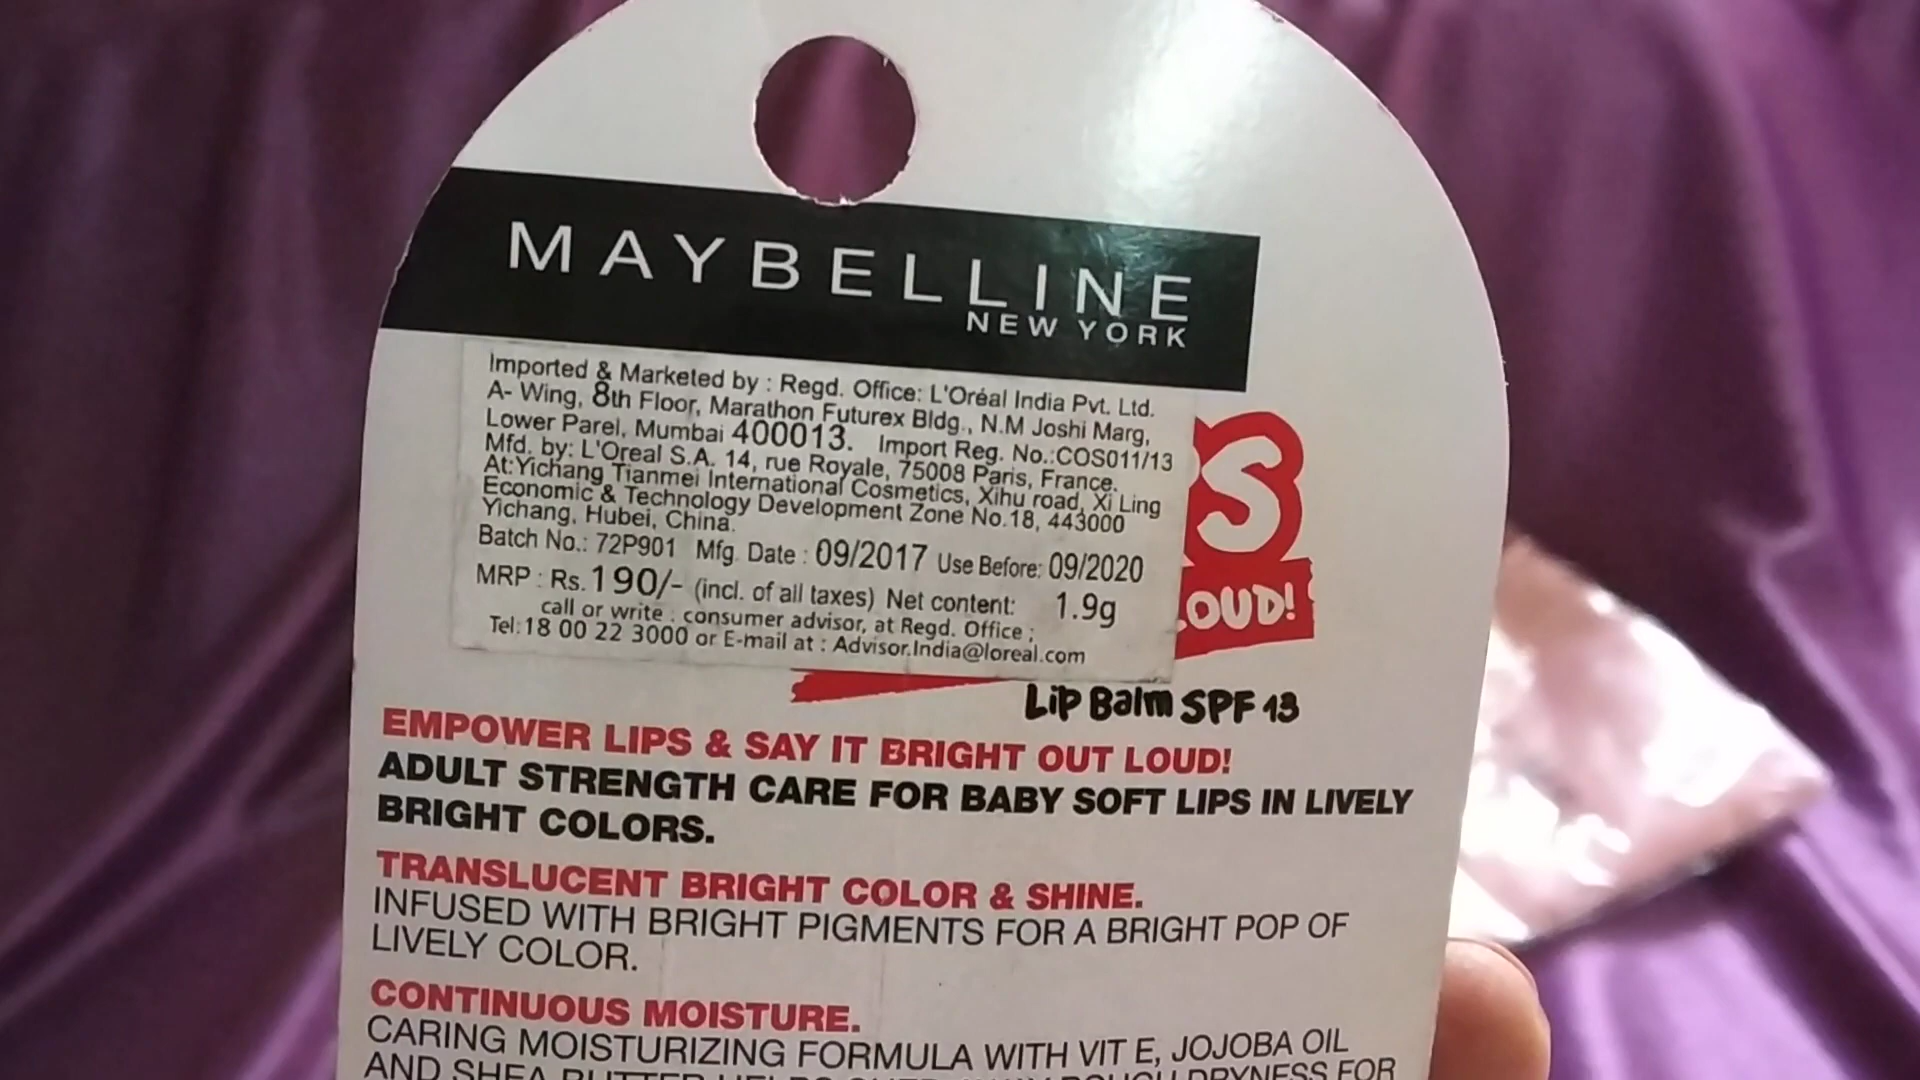 MAYBELLINE
NEW YORK
Imported & Marketed by : Regd. Office: L'Oréal India Pvt. Ltd.
A- Wing, 8th Floor, Marathon Futurex Bldg., N.M Joshi Marg,
Lower Parel, Mumbai 400013. Import Reg. No.:COS011/13
Mfd. by: L'Oreal S.A. 14, rue Royale, 75008 Paris, France.
At:Yichang Tianmei International Cosmetics, Xihu road, Xi Ling
Economic & Technology Development Zone No.18, 443000
Yichang, Hubei, China.
Batch No.: 72P901 Mfg. Date : 09/2017 Use Before: 09/2020
MRP : Rs.190/- (incl. of all taxes) Net content: 1.9g
call or write : consumer advisor, at Regd. Office ;
Tel:18 00 22 3000 or E-mail at : Advisor.India@loreal.com
S
LOUD!
Lip Balm SPF 13
EMPOWER LIPS & SAY IT BRIGHT OUT LOUD!
ADULT STRENGTH CARE FOR BABY SOFT LIPS IN LIVELY
BRIGHT COLORS.
TRANSLUCENT BRIGHT COLOR & SHINE.
INFUSED WITH BRIGHT PIGMENTS FOR A BRIGHT POP OF
LIVELY COLOR.
CONTINUOUS MOISTURE.
CARING MOISTURIZING FORMULA WITH VIT E, JOJOBA OIL
AND SHEA BUTTER HELPS DRYNESS FOR